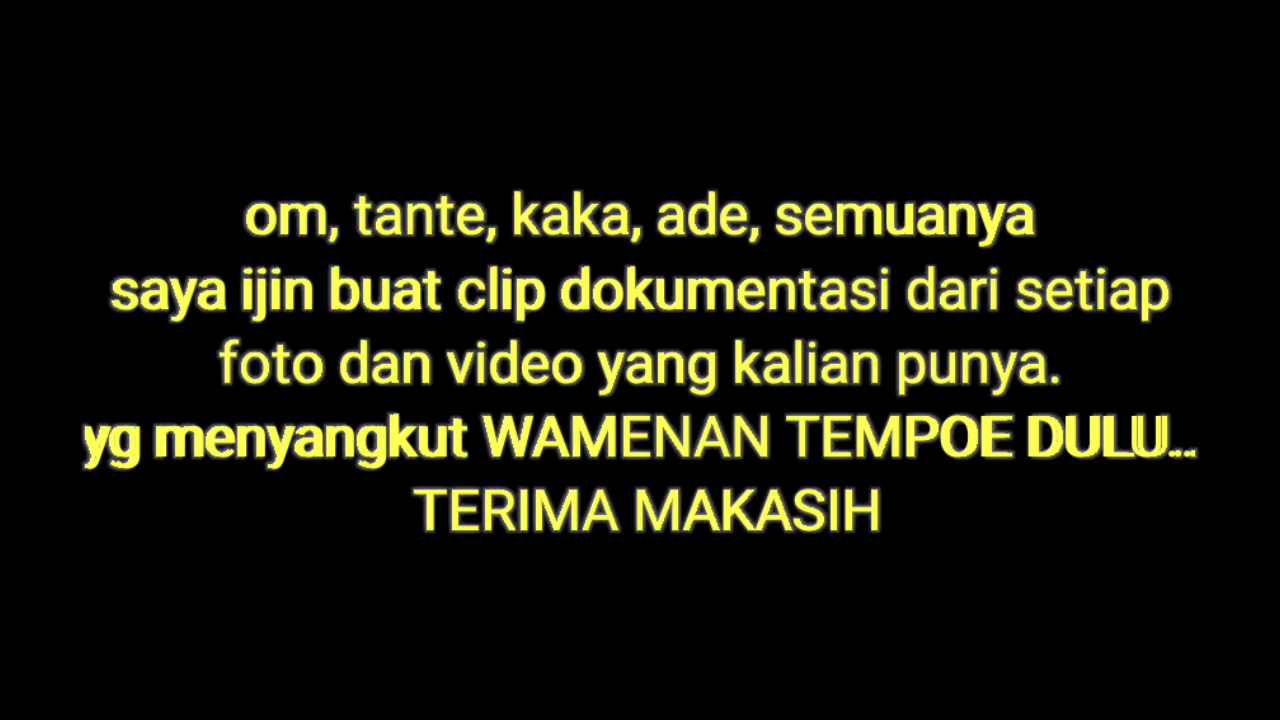 om, tante, kaka, ade, semuanya
saya ijin buat clip dokumentasi dari setiap
foto dan video yang kalian punya.
yg menyangkut WAMENAN TEMPOE DULU..
TERIMA MAKASIH